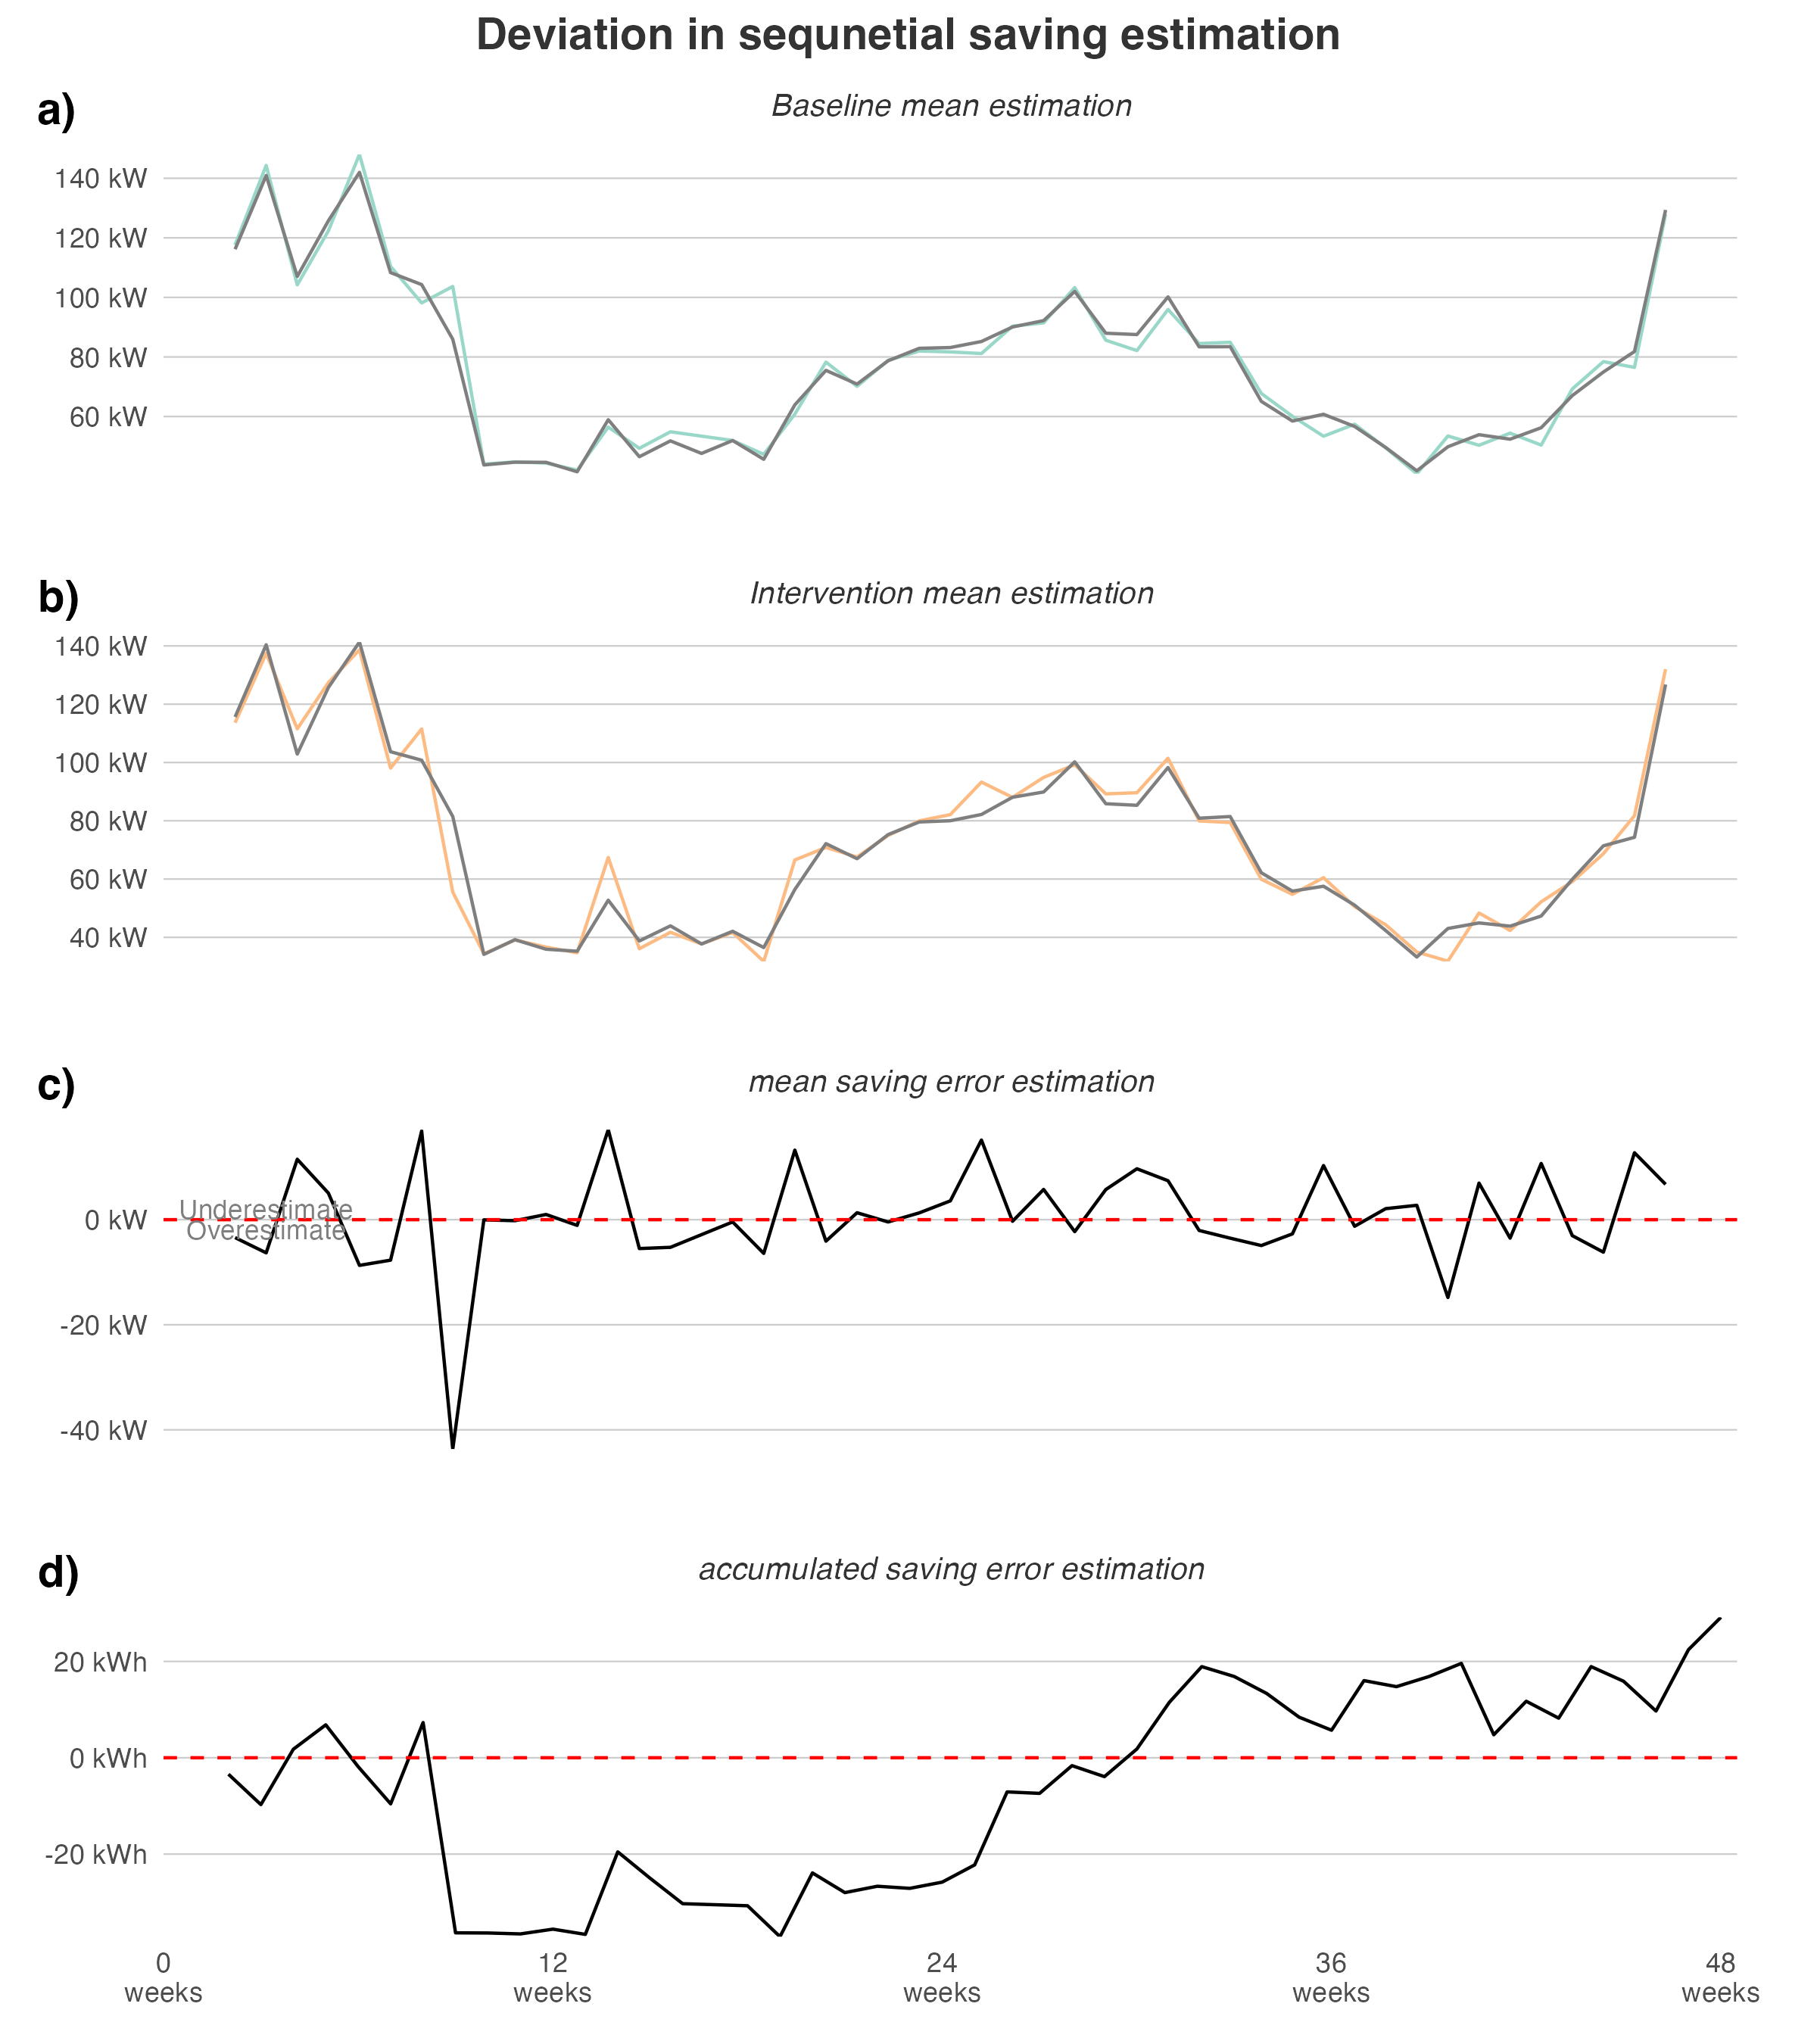 Deviation in sequnetial saving estimation
a)
Baseline mean estimation
140 kW
120 kW
100 kW
80 kW
60 kW
b)
Intervention mean estimation
140 kW
120 kW
100 kW
80 kW
60 kW
40 kW
c)
mean saving error estimation
Underestimate
0 kW
Overestimate
-20 kW
-40 kW
d)
accumulated saving error estimation
20 kWh
0 kWh
-20 kWh
0 12 24 36 48
weeks weeks weeks weeks weeks